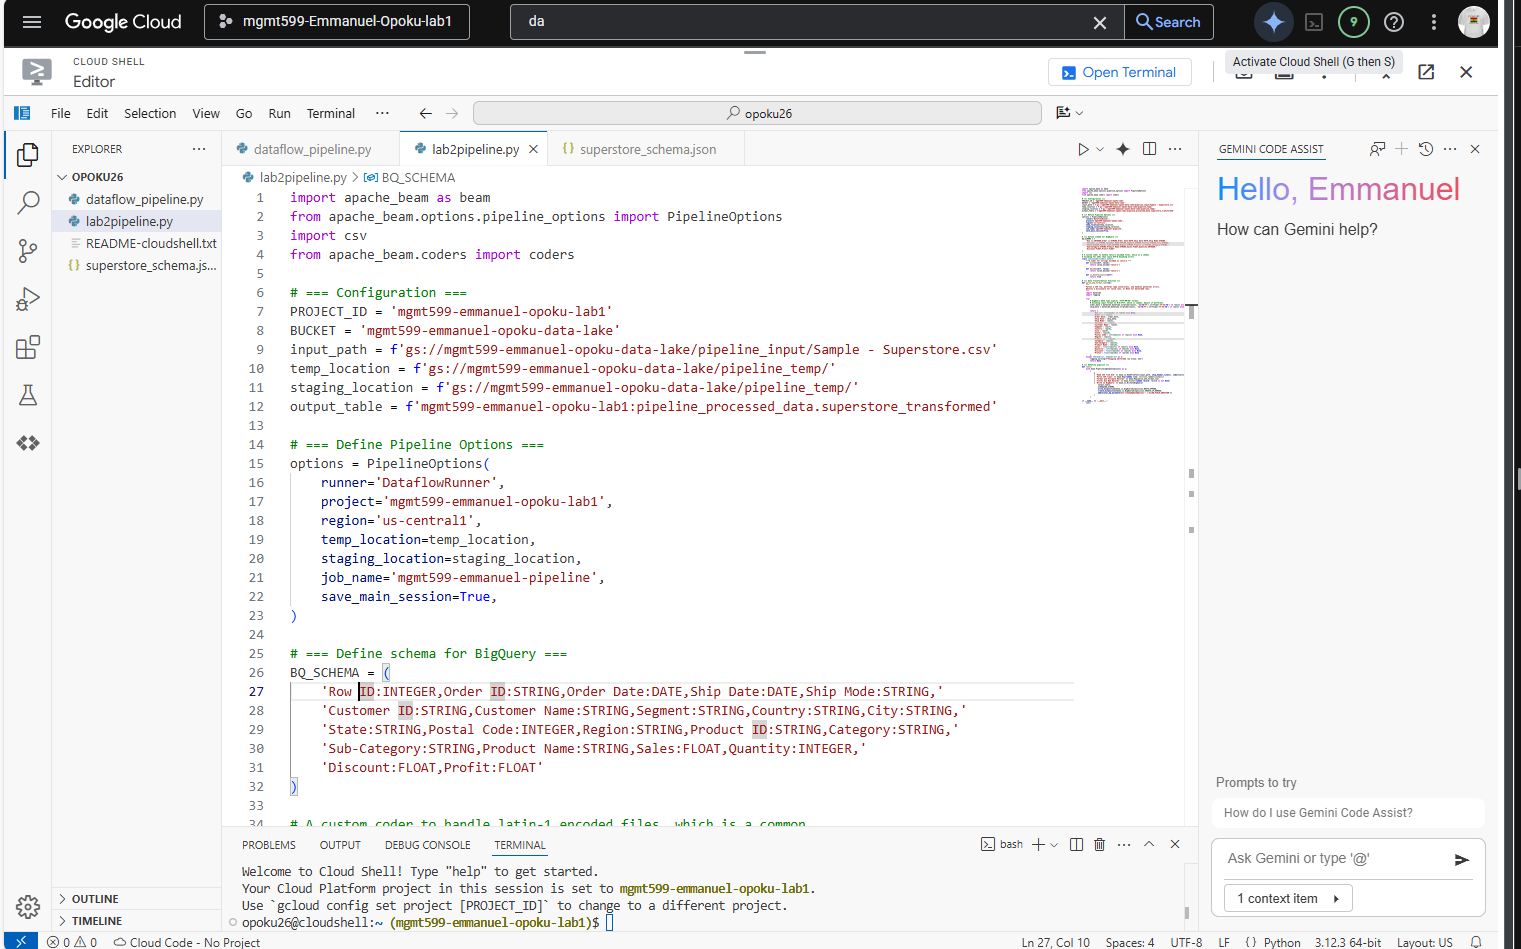 Google Cloud
mgmt599-Emmanuel-Opoku-lab1
da
Search
9
CLOUD SHELL
Editor
Open Terminal
Activate Cloud Shell (G then S)
File Edit Selection View Go Run Terminal ···
opoku26
EXPLORER
OPOKU26
dataflow_pipeline.py
lab2pipeline.py
README-cloudshell.txt
superstore_schema.js...
OUTLINE
TIMELINE
dataflow_pipeline.py
lab2pipeline.py
superstore_schema.json
lab2pipeline.py > BQ_SCHEMA
1 import apache_beam as beam
2 from apache_beam.options.pipeline_options import PipelineOptions
3 import csv
4 from apache_beam.coders import coders
5
6 # === Configuration ===
7 PROJECT_ID = 'mgmt599-emmanuel-opoku-lab1'
8 BUCKET = 'mgmt599-emmanuel-opoku-data-lake'
9 input_path = f'gs://mgmt599-emmanuel-opoku-data-lake/pipeline_input/Sample - Superstore.csv'
10 temp_location = f'gs://mgmt599-emmanuel-opoku-data-lake/pipeline_temp/'
11 staging_location = f'gs://mgmt599-emmanuel-opoku-data-lake/pipeline_temp/'
12 output_table = f'mgmt599-emmanuel-opoku-lab1:pipeline_processed_data.superstore_transformed'
13
14 # === Define Pipeline Options ===
15 options = PipelineOptions(
16 runner='DataflowRunner',
17 project='mgmt599-emmanuel-opoku-lab1',
18 region='us-central1',
19 temp_location=temp_location,
20 staging_location=staging_location,
21 job_name='mgmt599-emmanuel-pipeline',
22 save_main_session=True,
23 )
24
25 # === Define schema for BigQuery ===
26 BQ_SCHEMA = (
27 'Row ID:INTEGER,Order ID:STRING,Order Date:DATE,Ship Date:DATE,Ship Mode:STRING,'
28 'Customer ID:STRING,Customer Name:STRING,Segment:STRING,Country:STRING,City:STRING,'
29 'State:STRING,Postal Code:INTEGER,Region:STRING,Product ID:STRING,Category:STRING,'
30 'Sub-Category:STRING,Product Name:STRING,Sales:FLOAT,Quantity:INTEGER,'
31 'Discount:FLOAT,Profit:FLOAT'
32 )
33
34 # A custom coder to handle latin-1 encoded files, which is a common
PROBLEMS OUTPUT DEBUG CONSOLE TERMINAL
bash
Welcome to Cloud Shell! Type "help" to get started.
Your Cloud Platform project in this session is set to mgmt599-emmanuel-opoku-lab1.
Use `gcloud config set project [PROJECT_ID]` to change to a different project.
opoku26@cloudshell:~ (mgmt599-emmanuel-opoku-lab1)$
GEMINI CODE ASSIST
Hello, Emmanuel
How can Gemini help?
Prompts to try
How do I use Gemini Code Assist?
Ask Gemini or type '@'
1 context item
0 0 Cloud Code - No Project
Ln 27, Col 10 Spaces: 4 UTF-8 LF {} Python 3.12.3 64-bit Layout: US